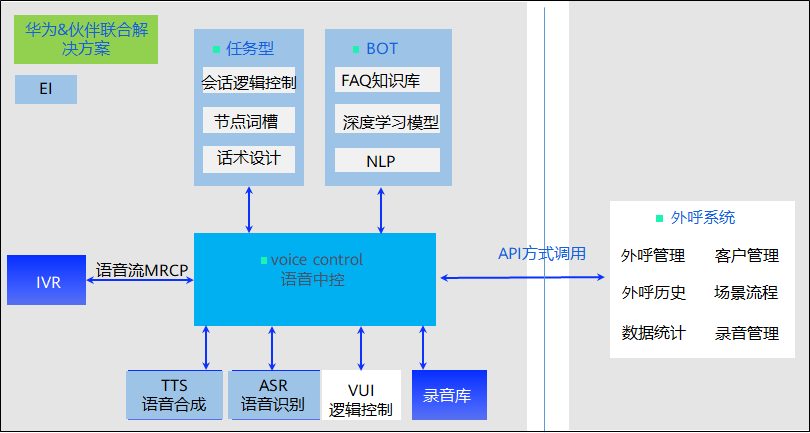 华为&伙伴联合解
决方案
EI
任务型
会话逻辑控制
节点词槽
话术设计
BOT
FAQ知识库
深度学习模型
NLP
IVR
语音流MRCP
voice control
语音中控
API方式调用
外呼系统
外呼管理
客户管理
外呼历史
场景流程
数据统计
录音管理
TTS
语音合成
ASR
语音识别
VUI
逻辑控制
录音库